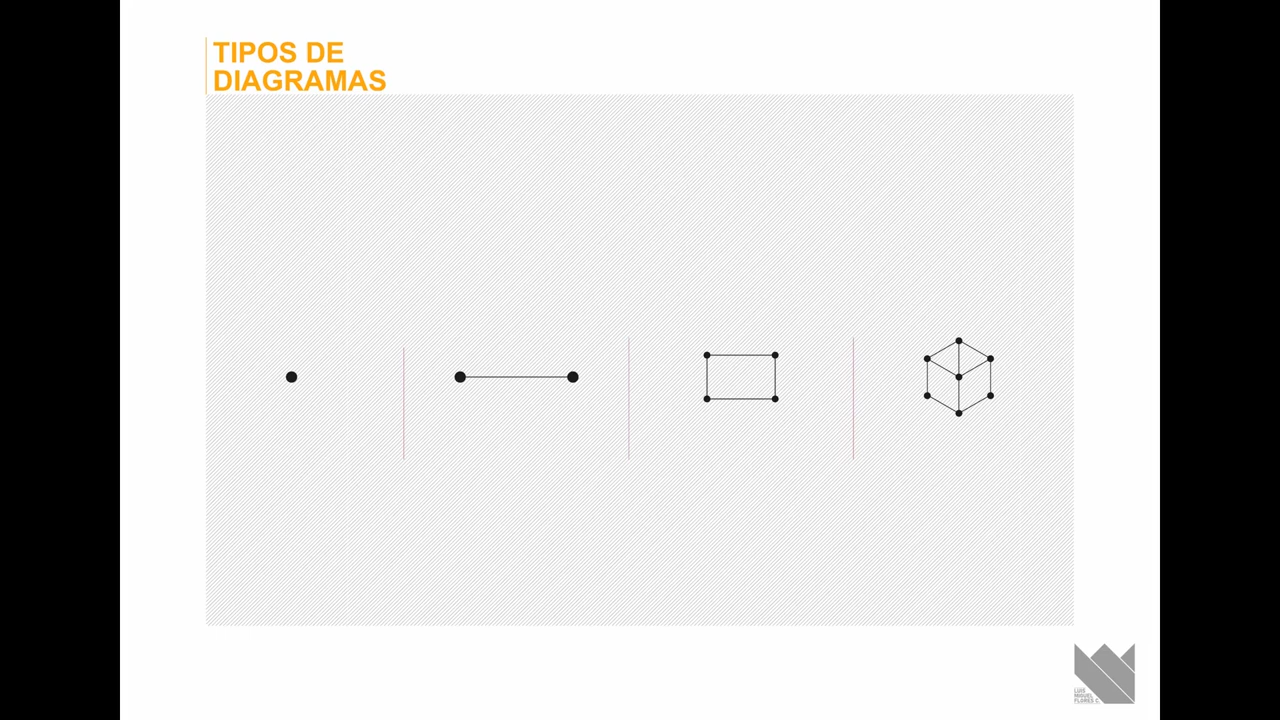 TIPOS DE
DIAGRAMAS
LUIS
MIGUEL
FLORES C.